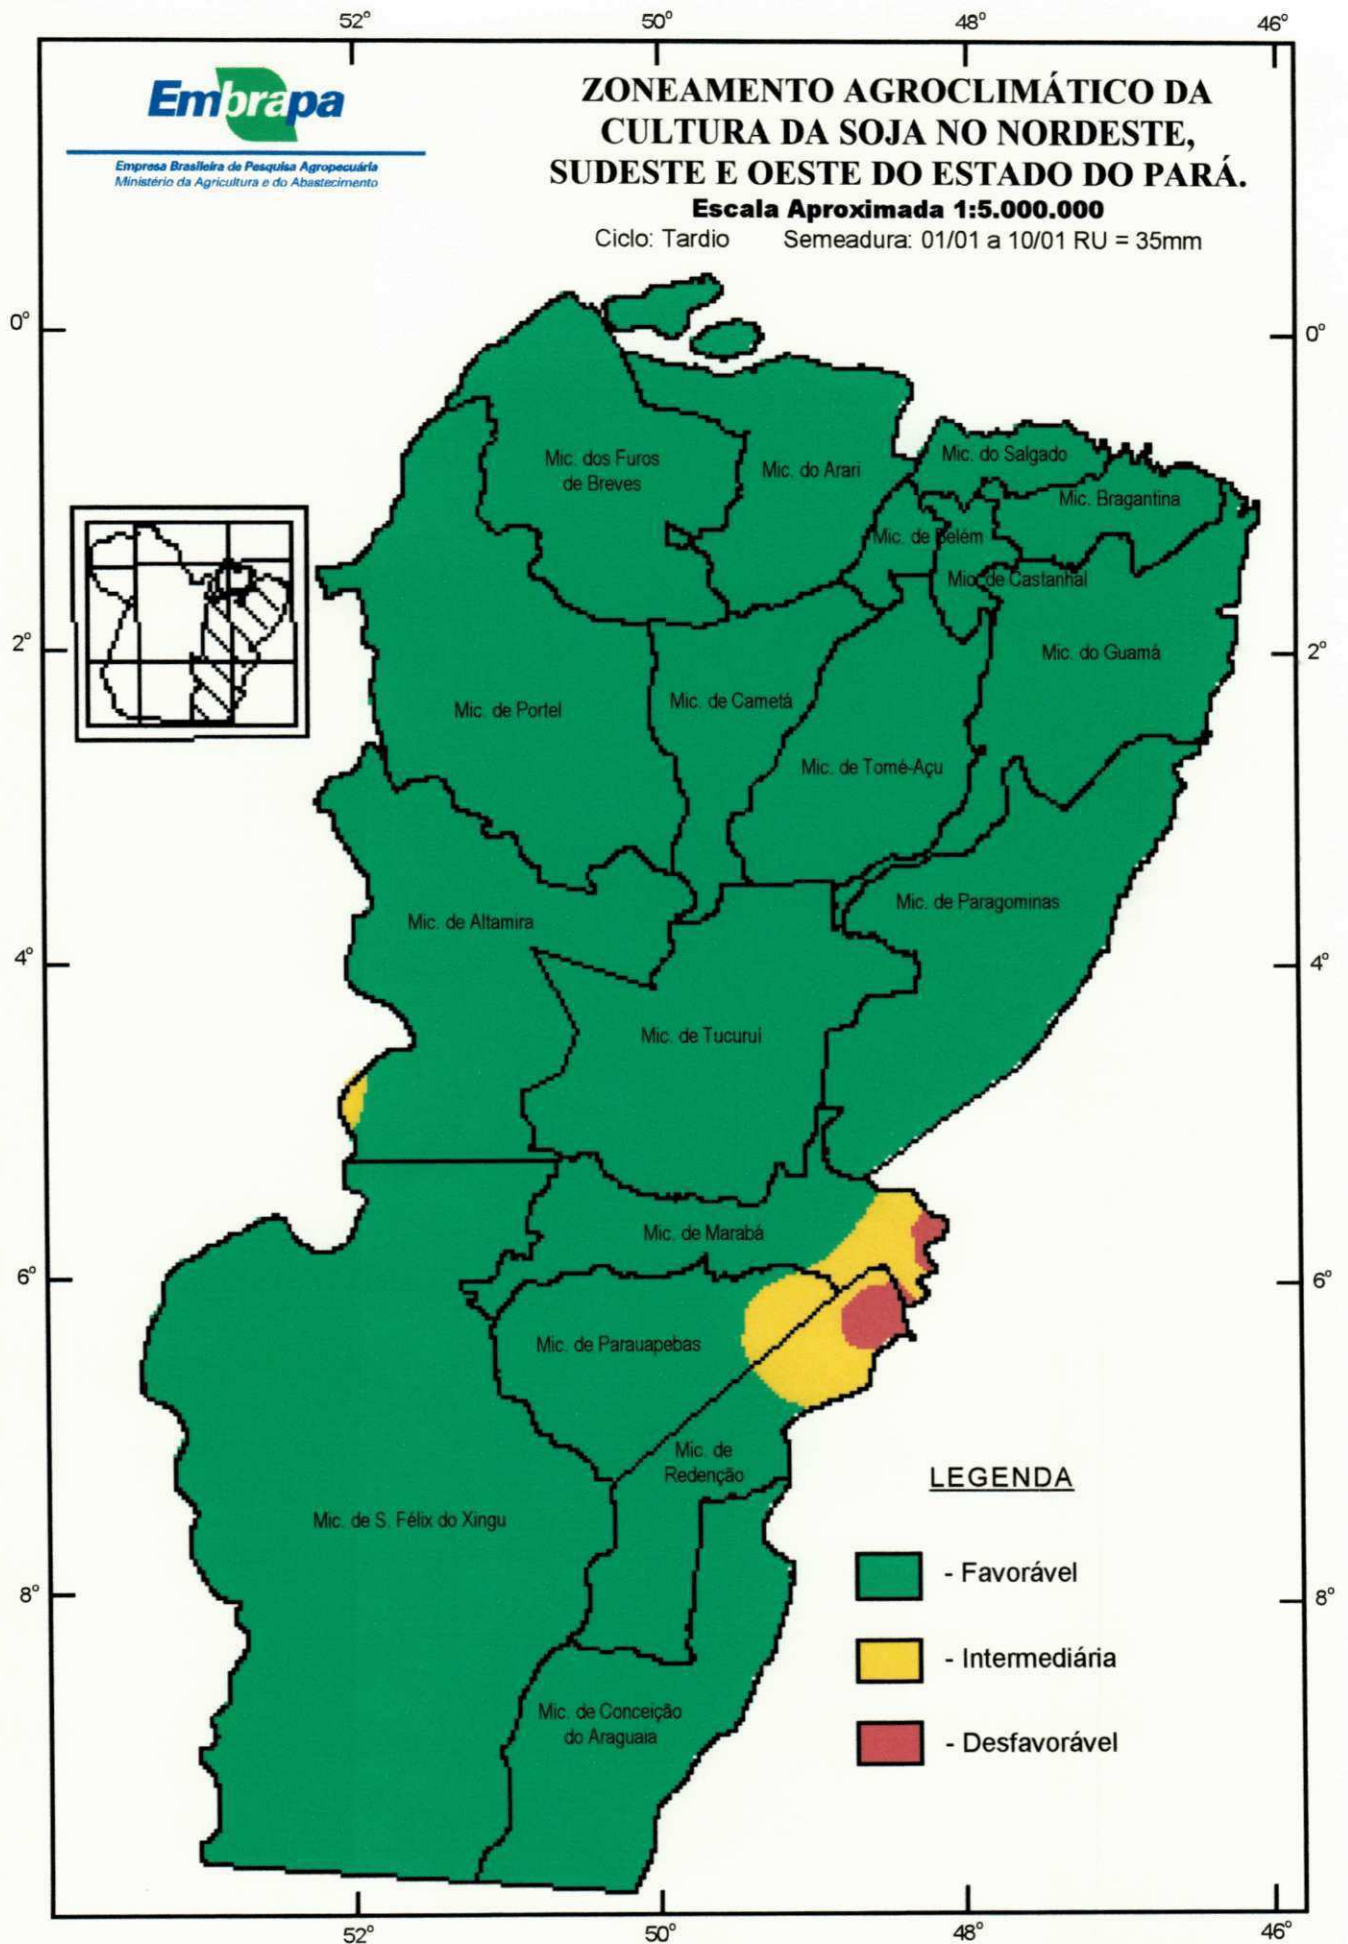 52° 50° 48° 46°
Embrapa
Empresa Brasileira de Pesquisa Agropecuária
Ministério da Agricultura e do Abastecimento
ZONEAMENTO AGROCLIMÁTICO DA
CULTURA DA SOJA NO NORDESTE,
SUDESTE E OESTE DO ESTADO DO PARÁ.
Escala Aproximada 1:5.000.000
Ciclo: Tardio Semeadura: 01/01 a 10/01 RU = 35mm
0° 0°
Mic. dos Furos
de Breves
Mic. do Arari
Mic. do Salgado
Mic. Bragantina
Mic. de Belém
Mic. de Castanhal
2° 2°
Mic. do Guamá
Mic. de Portel
Mic. de Cametá
Mic. de Tomé-Açu
Mic. de Paragominas
Mic. de Altamira
4° 4°
Mic. de Tucuruí
Mic. de Marabá
6° 6°
Mic. de Parauapebas
Mic. de
Redenção
Mic. de S. Félix do Xingu
LEGENDA
- Favorável
8° 8°
- Intermediária
Mic. de Conceição
do Araguaia
- Desfavorável
52° 50° 48° 46°